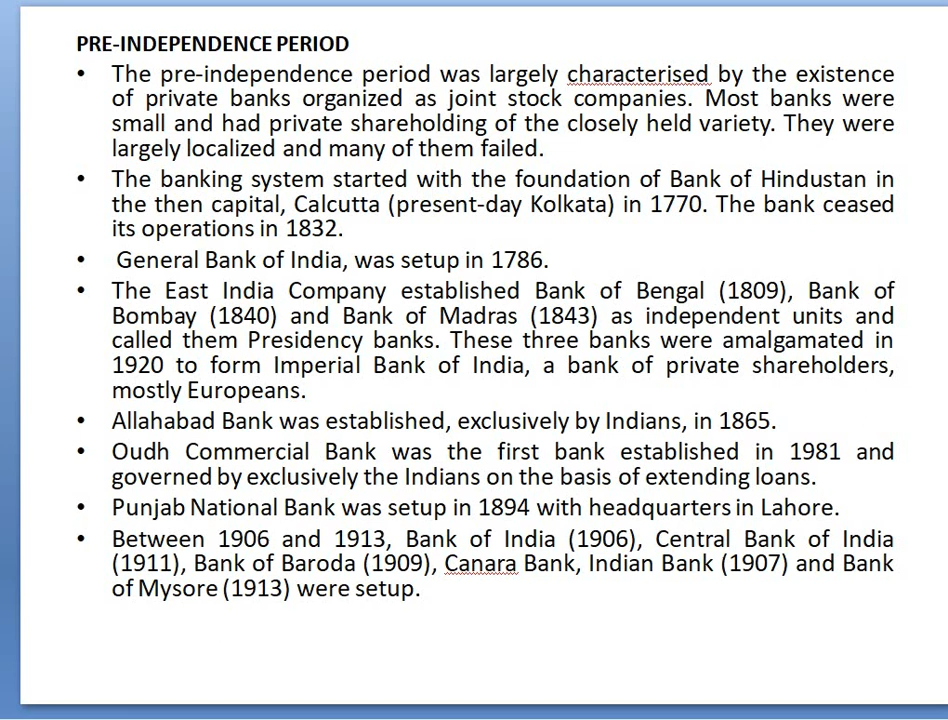 PRE-INDEPENDENCE PERIOD
• The pre-independence period was largely characterised by the existence
of private banks organized as joint stock companies. Most banks were
small and had private shareholding of the closely held variety. They were
largely localized and many of them failed.
• The banking system started with the foundation of Bank of Hindustan in
the then capital, Calcutta (present-day Kolkata) in 1770. The bank ceased
its operations in 1832.
• General Bank of India, was setup in 1786.
• The East India Company established Bank of Bengal (1809), Bank of
Bombay (1840) and Bank of Madras (1843) as independent units and
called them Presidency banks. These three banks were amalgamated in
1920 to form Imperial Bank of India, a bank of private shareholders,
mostly Europeans.
• Allahabad Bank was established, exclusively by Indians, in 1865.
• Oudh Commercial Bank was the first bank established in 1981 and
governed by exclusively the Indians on the basis of extending loans.
• Punjab National Bank was setup in 1894 with headquarters in Lahore.
• Between 1906 and 1913, Bank of India (1906), Central Bank of India
(1911), Bank of Baroda (1909), Canara Bank, Indian Bank (1907) and Bank
of Mysore (1913) were setup.